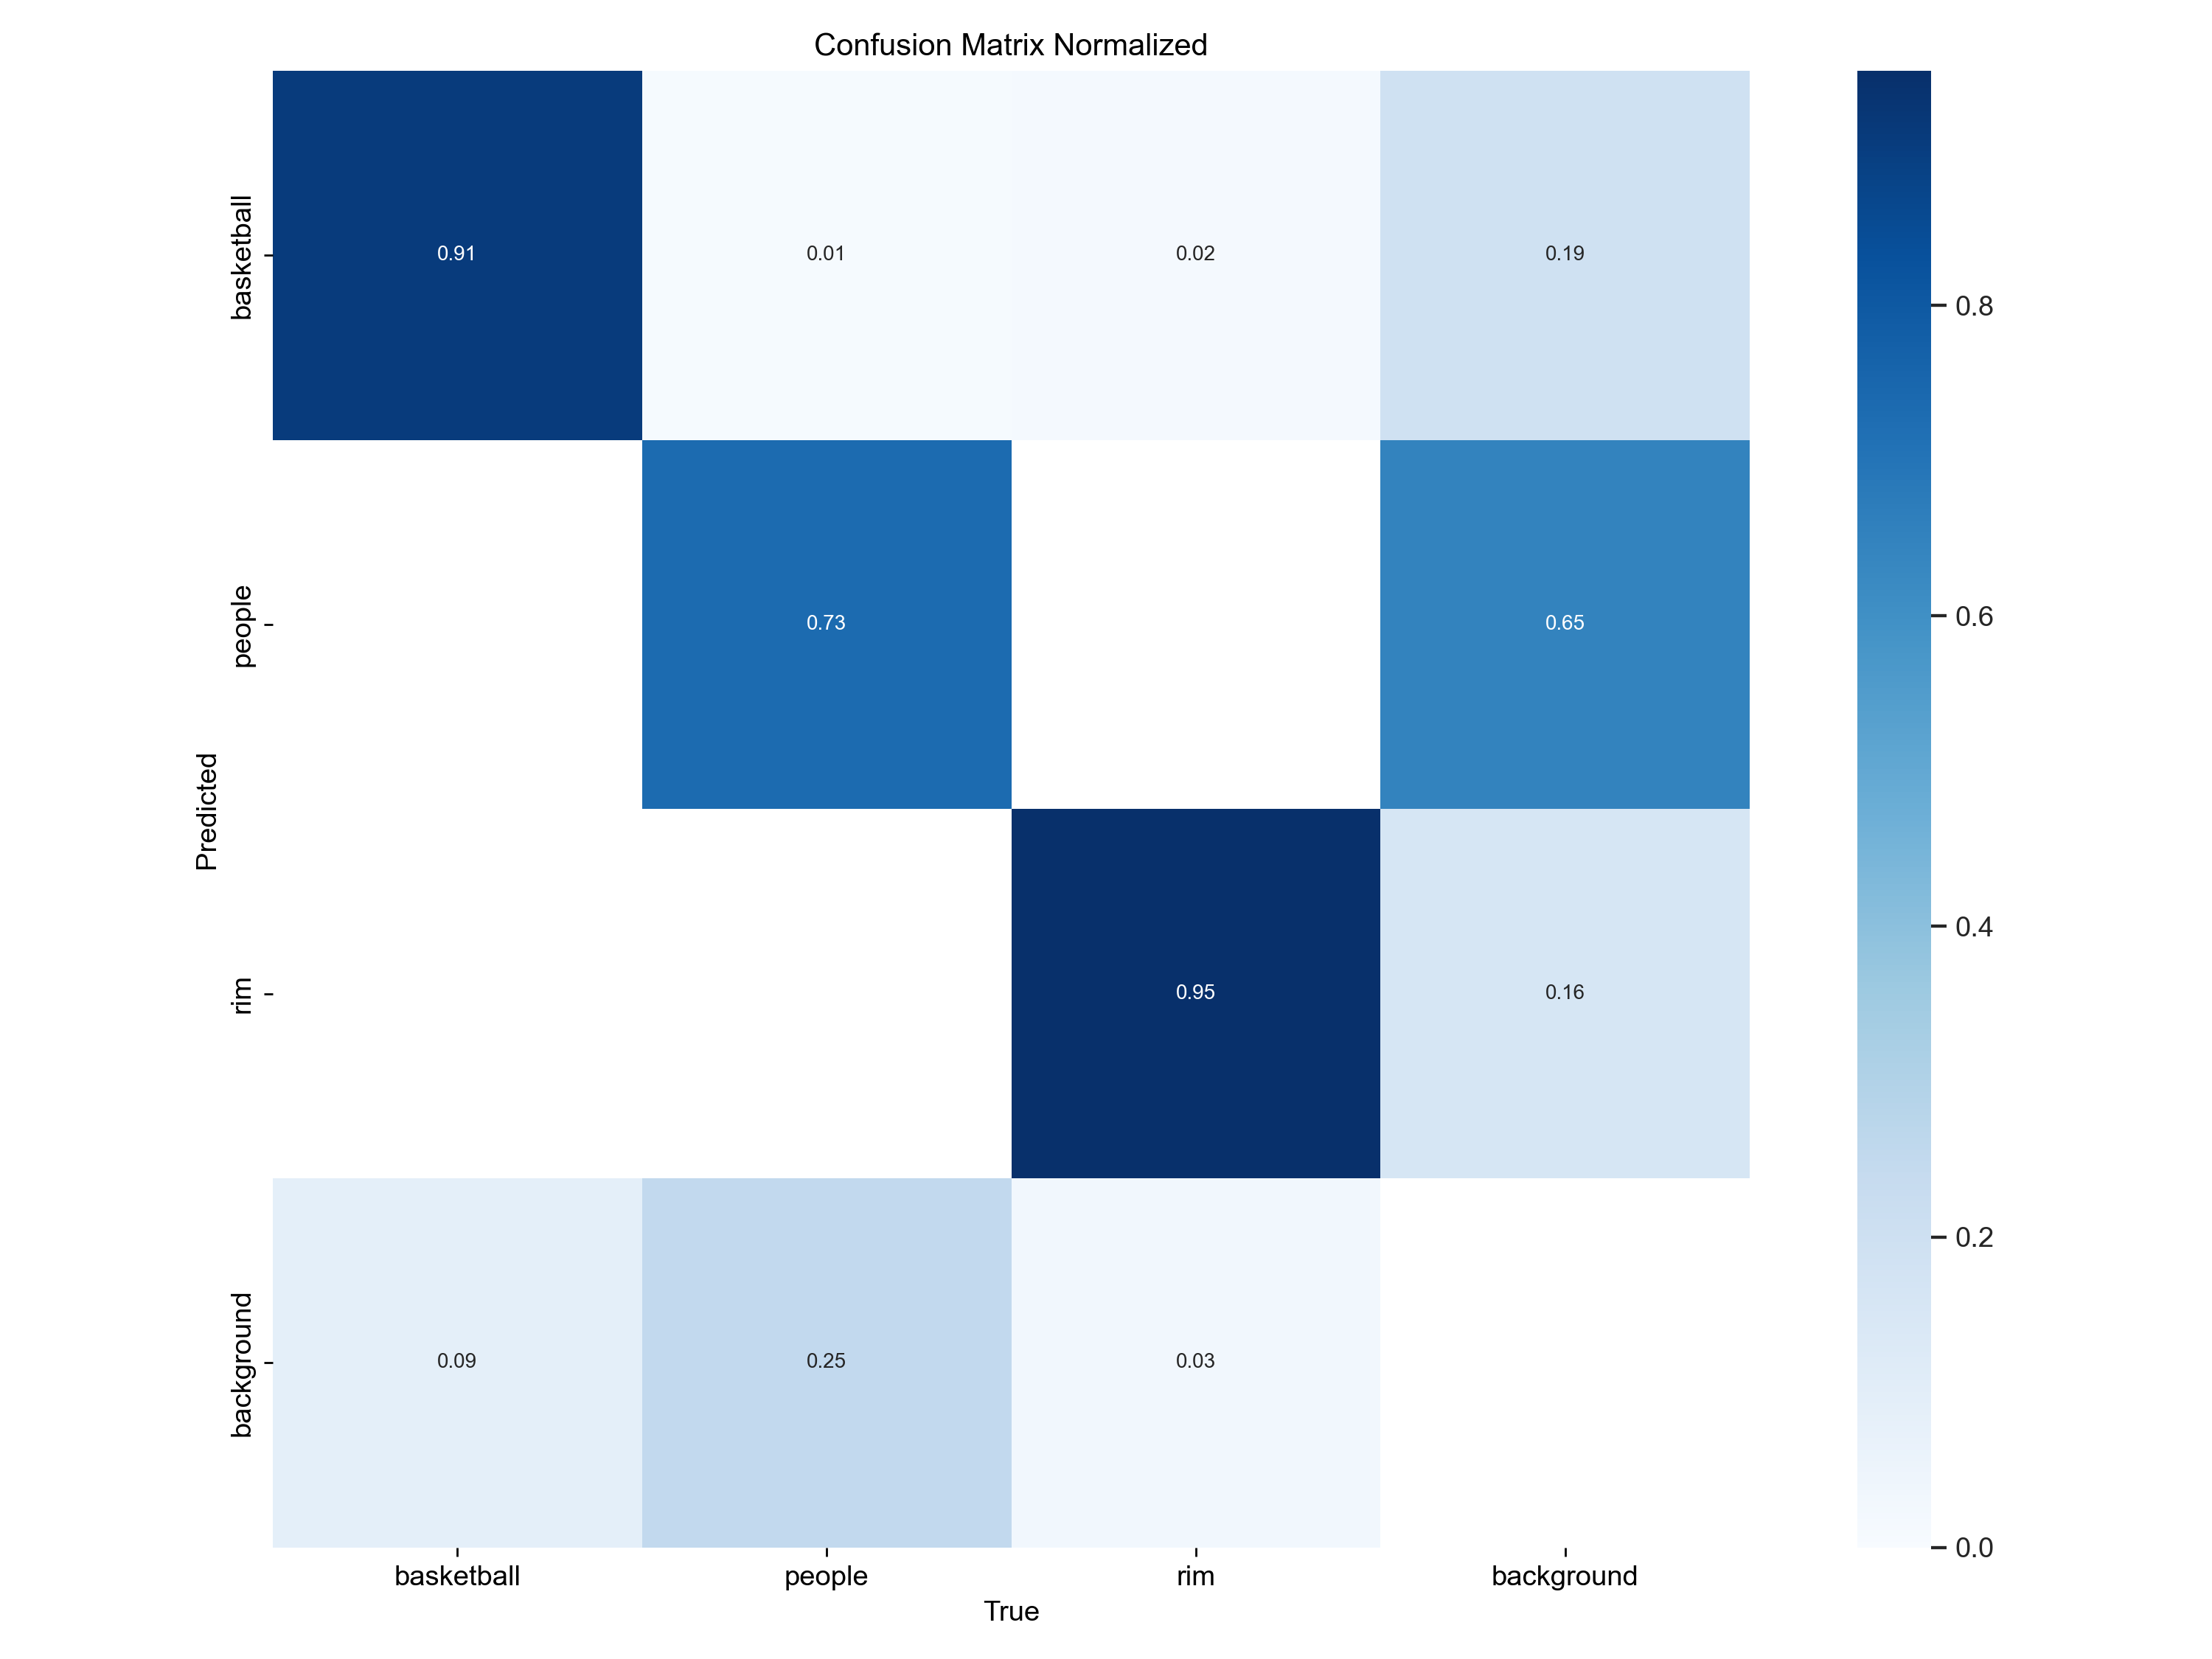 Confusion Matrix Normalized
basketball
0.91
0.01
0.02
0.19
people
0.73
0.65
rim
0.95
0.16
background
0.09
0.25
0.03
Predicted
basketball
people
rim
background
True
0.8
0.6
0.4
0.2
0.0